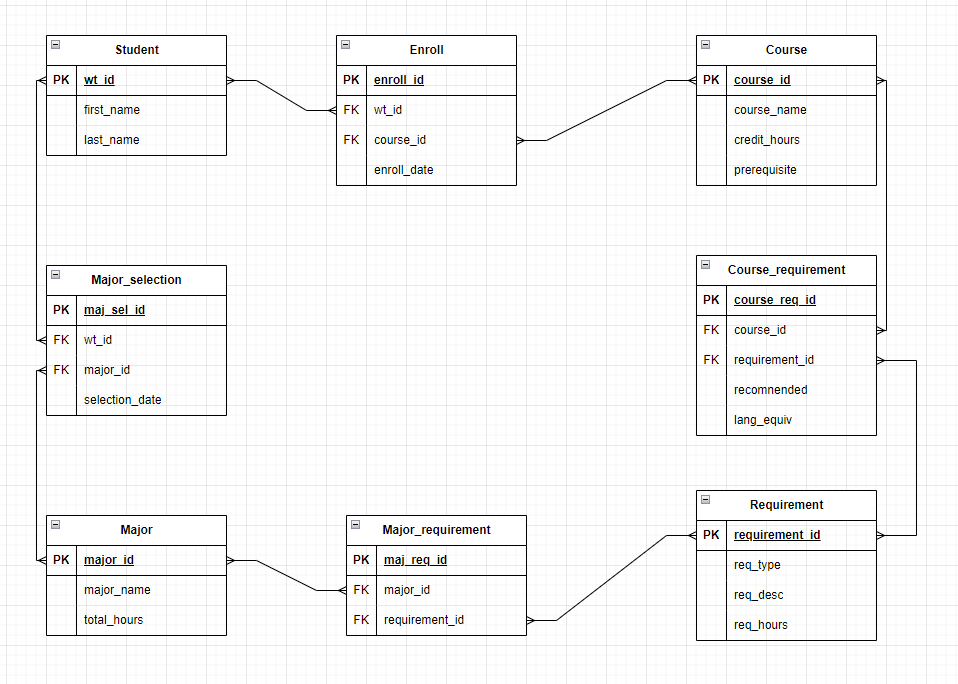 Student
PK wt_id
first_name
last_name
Enroll
PK enroll_id
FK wt_id
FK course_id
enroll_date
Course
PK course_id
course_name
credit_hours
prerequisite
Major_selection
PK maj_sel_id
FK wt_id
FK major_id
selection_date
Course_requirement
PK course_req_id
FK course_id
FK requirement_id
recomnended
lang_equiv
Major
PK major_id
major_name
total_hours
Major_requirement
PK maj_req_id
FK major_id
FK requirement_id
Requirement
PK requirement_id
req_type
req_desc
req_hours